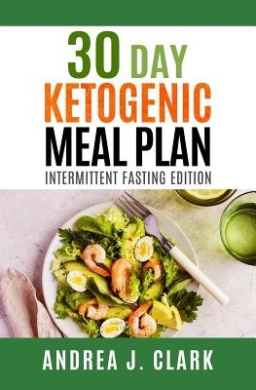 30 DAY
KETOGENIC
MEAL PLAN
INTERMITTENT FASTING EDITION
ANDREA J. CLARK